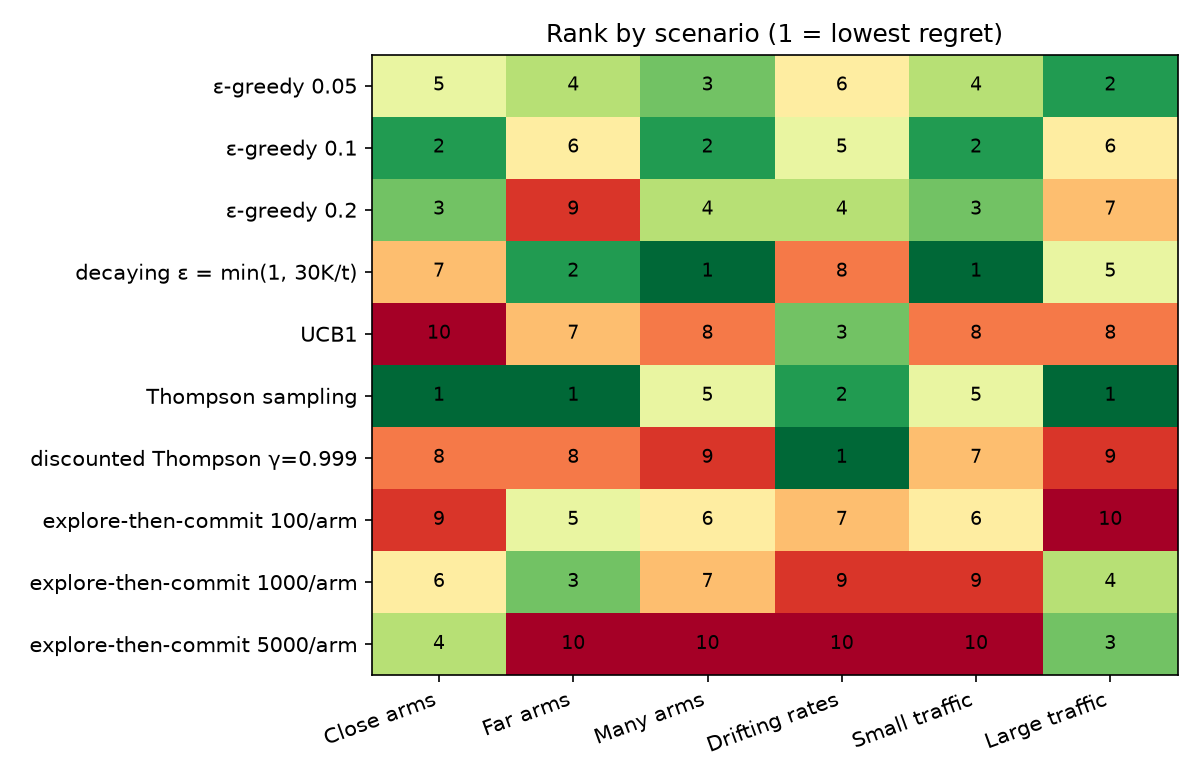 Rank by scenario (1 = lowest regret)
ε-greedy 0.05 5 4 3 6 4 2
ε-greedy 0.1 2 6 2 5 2 6
ε-greedy 0.2 3 9 4 4 3 7
decaying ε = min(1, 30K/t) 7 2 1 8 1 5
UCB1 10 7 8 3 8 8
Thompson sampling 1 1 5 2 5 1
discounted Thompson γ=0.999 8 8 9 1 7 9
explore-then-commit 100/arm 9 5 6 7 6 10
explore-then-commit 1000/arm 6 3 7 9 9 4
explore-then-commit 5000/arm 4 10 10 10 10 3
Close arms Far arms Many arms Drifting rates Small traffic Large traffic